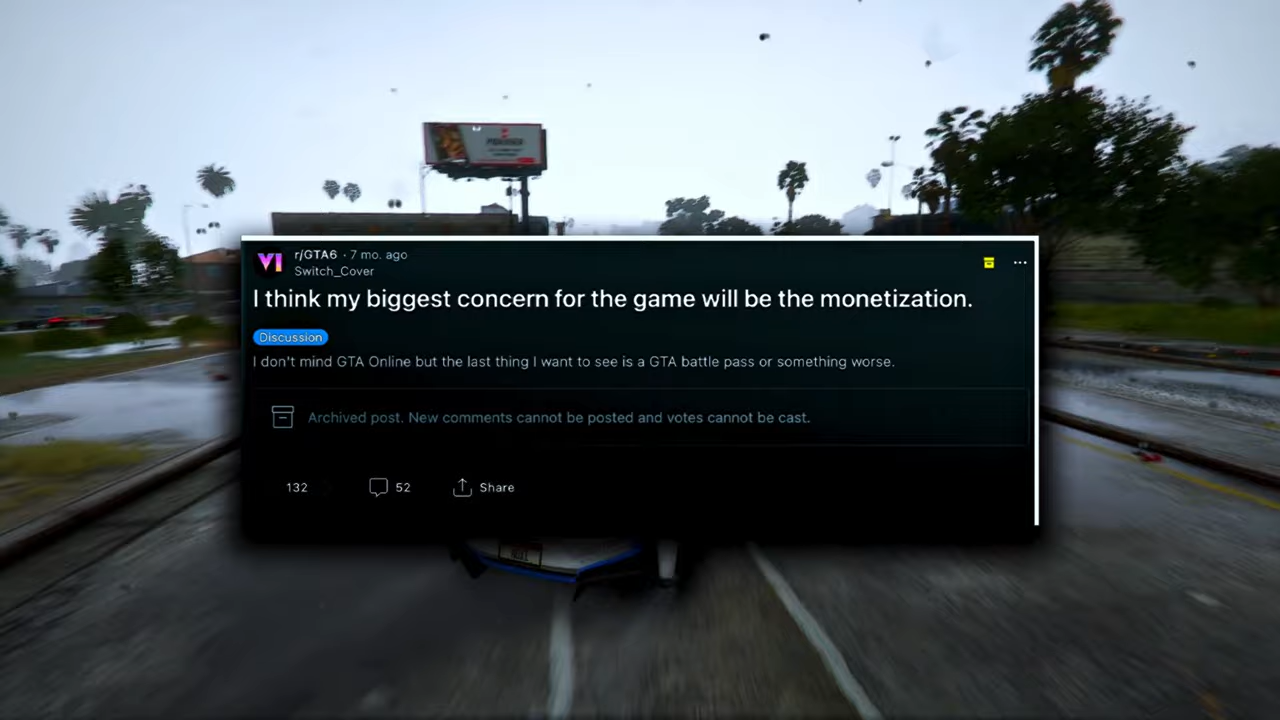 VI
r/GTA6 · 7 mo. ago
Switch_Cover
I think my biggest concern for the game will be the monetization.
Discussion
I don't mind GTA Online but the last thing I want to see is a GTA battle pass or something worse.
Archived post. New comments cannot be posted and votes cannot be cast.
132
52
Share